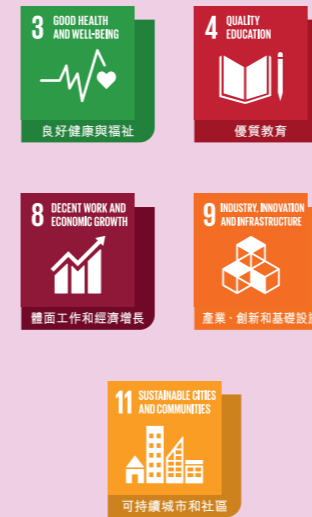 3 GOOD HEALTH
AND WELL-BEING
良好健康與福祉
4 QUALITY
EDUCATION
優質教育
8 DECENT WORK AND
ECONOMIC GROWTH
體面工作和經濟增長
9 INDUSTRY, INNOVATION
AND INFRASTRUCTURE
產業、創新和基礎設
11 SUSTAINABLE CITIES
AND COMMUNITIES
可持續城市和社區